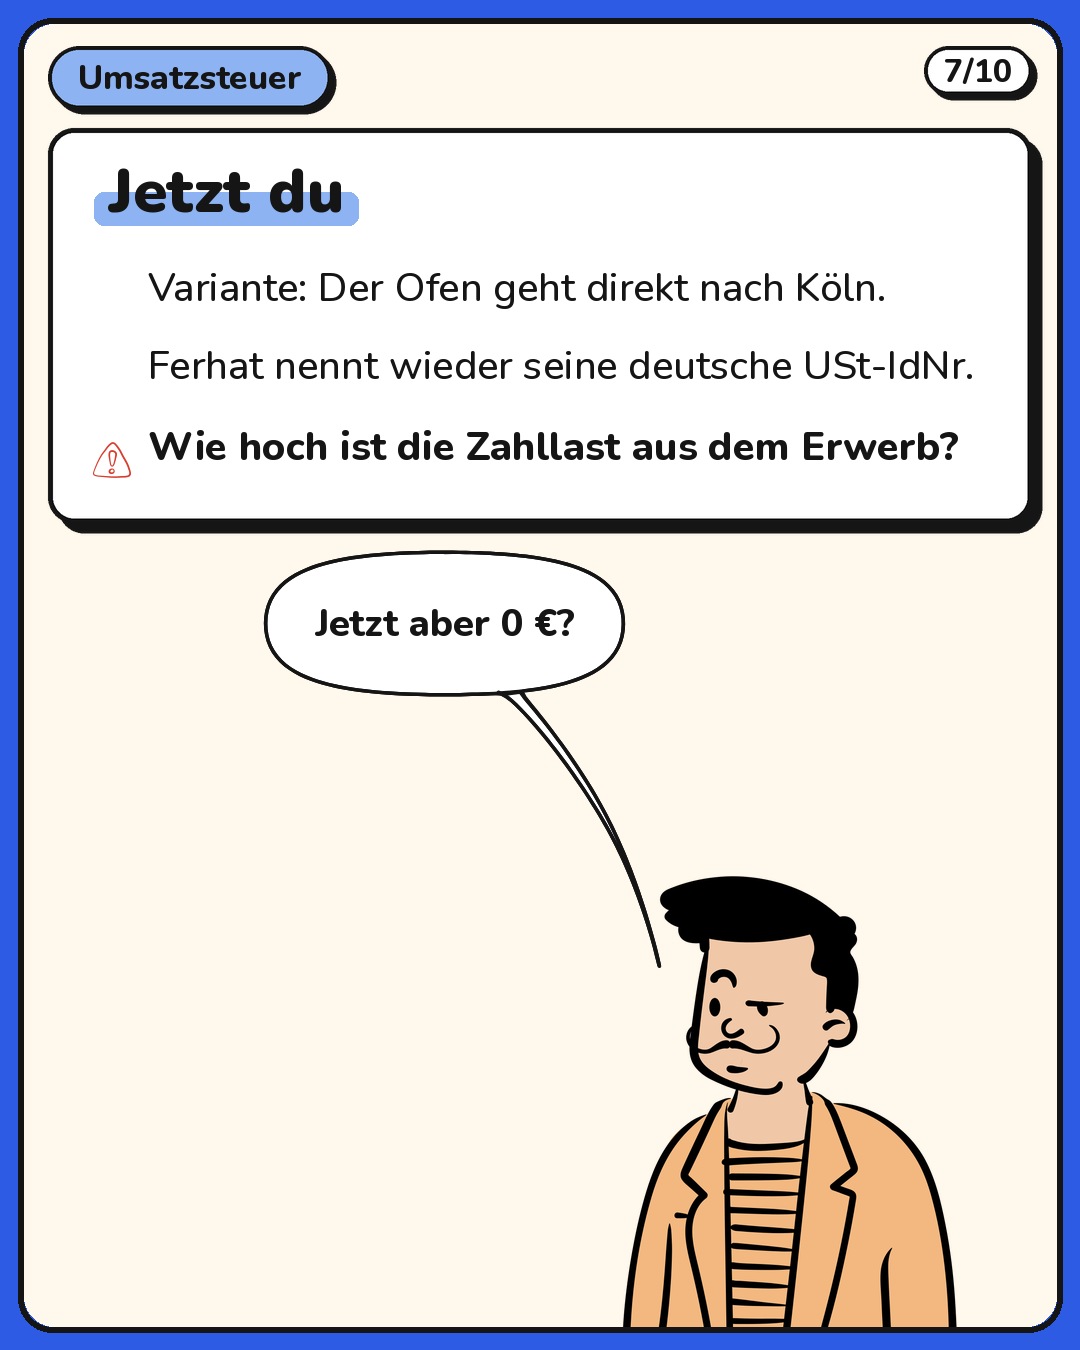 Umsatzsteuer
7/10
Jetzt du
Variante: Der Ofen geht direkt nach Köln.
Ferhat nennt wieder seine deutsche USt-IdNr.
Wie hoch ist die Zahllast aus dem Erwerb?
Jetzt aber 0 €?